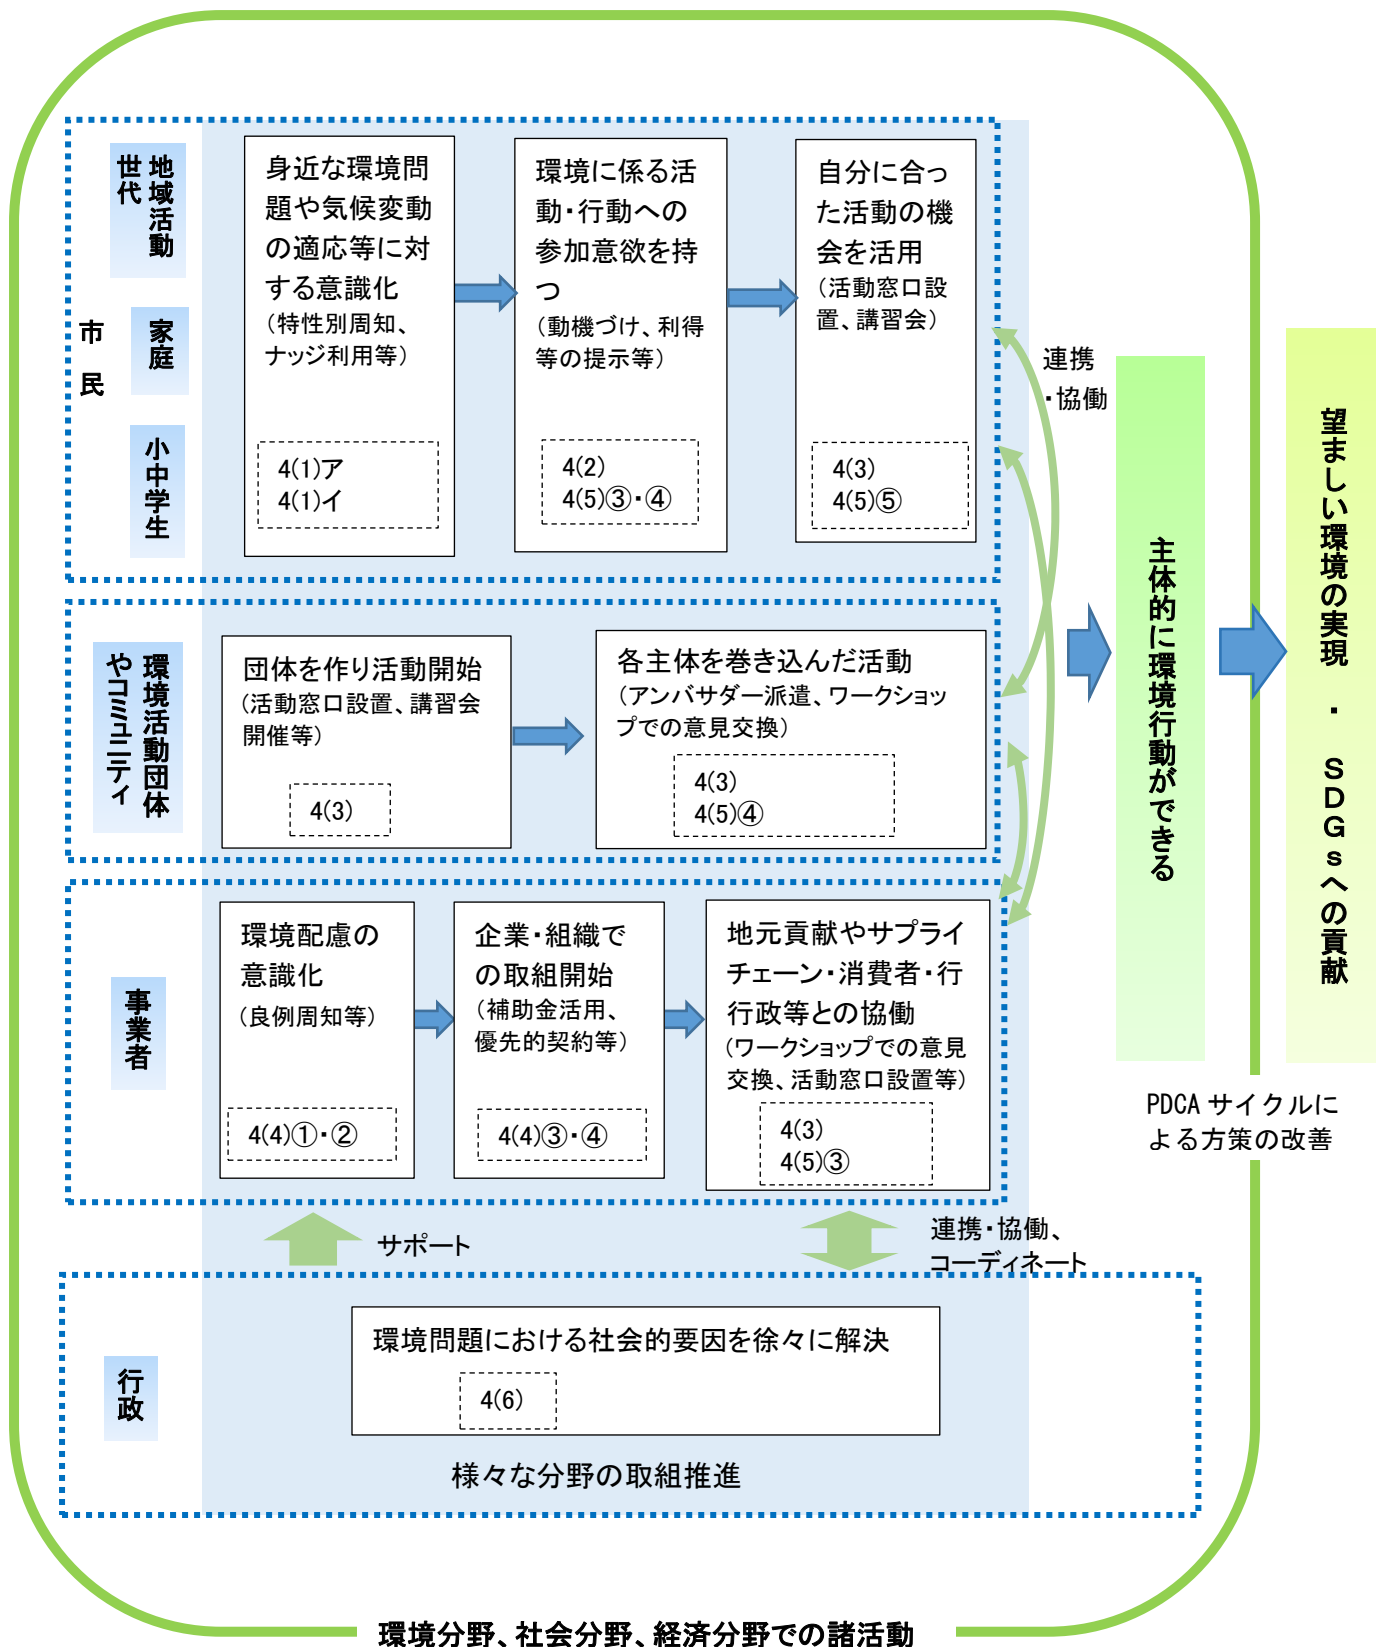 地域活動
世代
家庭
市
民
小中学生
身近な環境問
題や気候変動
の適応等に対
する意識化
（特性別周知、
ナッジ利用等）
4(1)ア
4(1)イ
環境に係る活
動・行動への
参加意欲を持
つ
（動機づけ、利得
等の提示等）
4(2)
4(5)③・④
自分に合っ
た活動の機
会を活用
（活動窓口設
置、講習会）
4(3)
4(5)⑤
連携
・協働
環境活動団体
やコミュニティ
団体を作り活動開始
（活動窓口設置、講習会
開催等）
4(3)
各主体を巻き込んだ活動
（アンバサダー派遣、ワークショッ
プでの意見交換）
4(3)
4(5)④
事業者
環境配慮の
意識化
（良例周知等）
4(4)①・②
企業・組織で
の取組開始
（補助金活用、
優先的契約等）
4(4)③・④
地元貢献やサプライ
チェーン・消費者・行
行政等との協働
（ワークショップでの意見
交換、活動窓口設置等）
4(3)
4(5)③
サポート
連携・協働、
コーディネート
行政
環境問題における社会的要因を徐々に解決
4(6)
様々な分野の取組推進
主体的に環境行動ができる
望ましい環境の実現 ・ ＳＤＧｓへの貢献
PDCA サイクルに
よる方策の改善
環境分野、社会分野、経済分野での諸活動